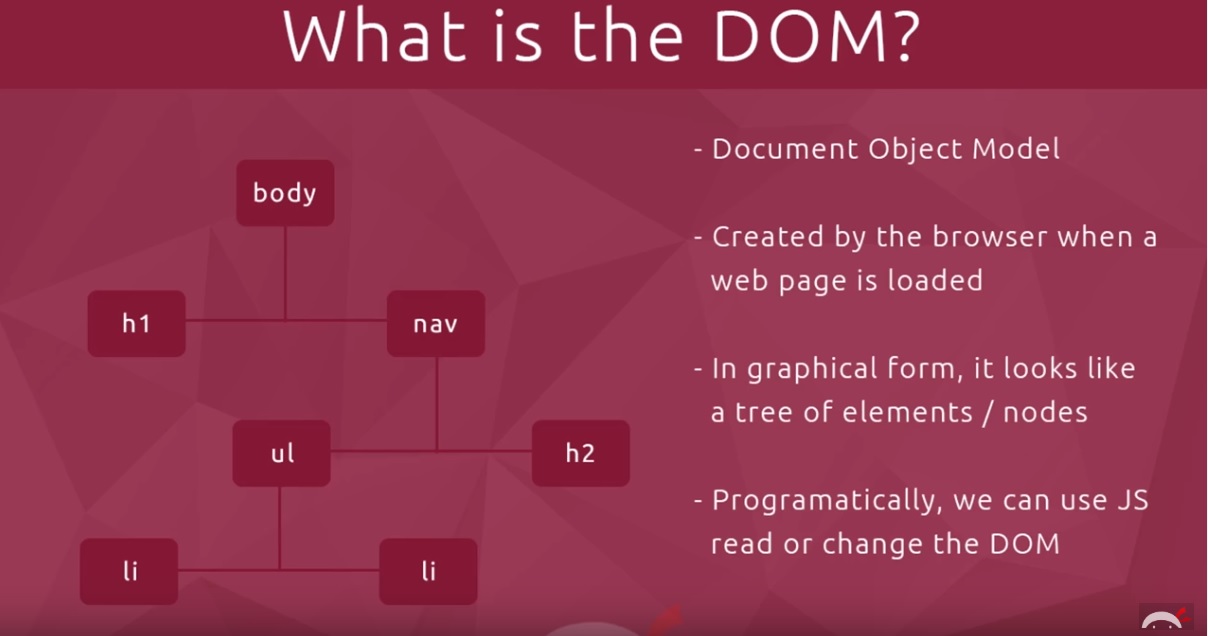 What is the DOM?
body
h1
nav
ul
h2
li
li
- Document Object Model
- Created by the browser when a
web page is loaded
- In graphical form, it looks like
a tree of elements / nodes
- Programatically, we can use JS
read or change the DOM